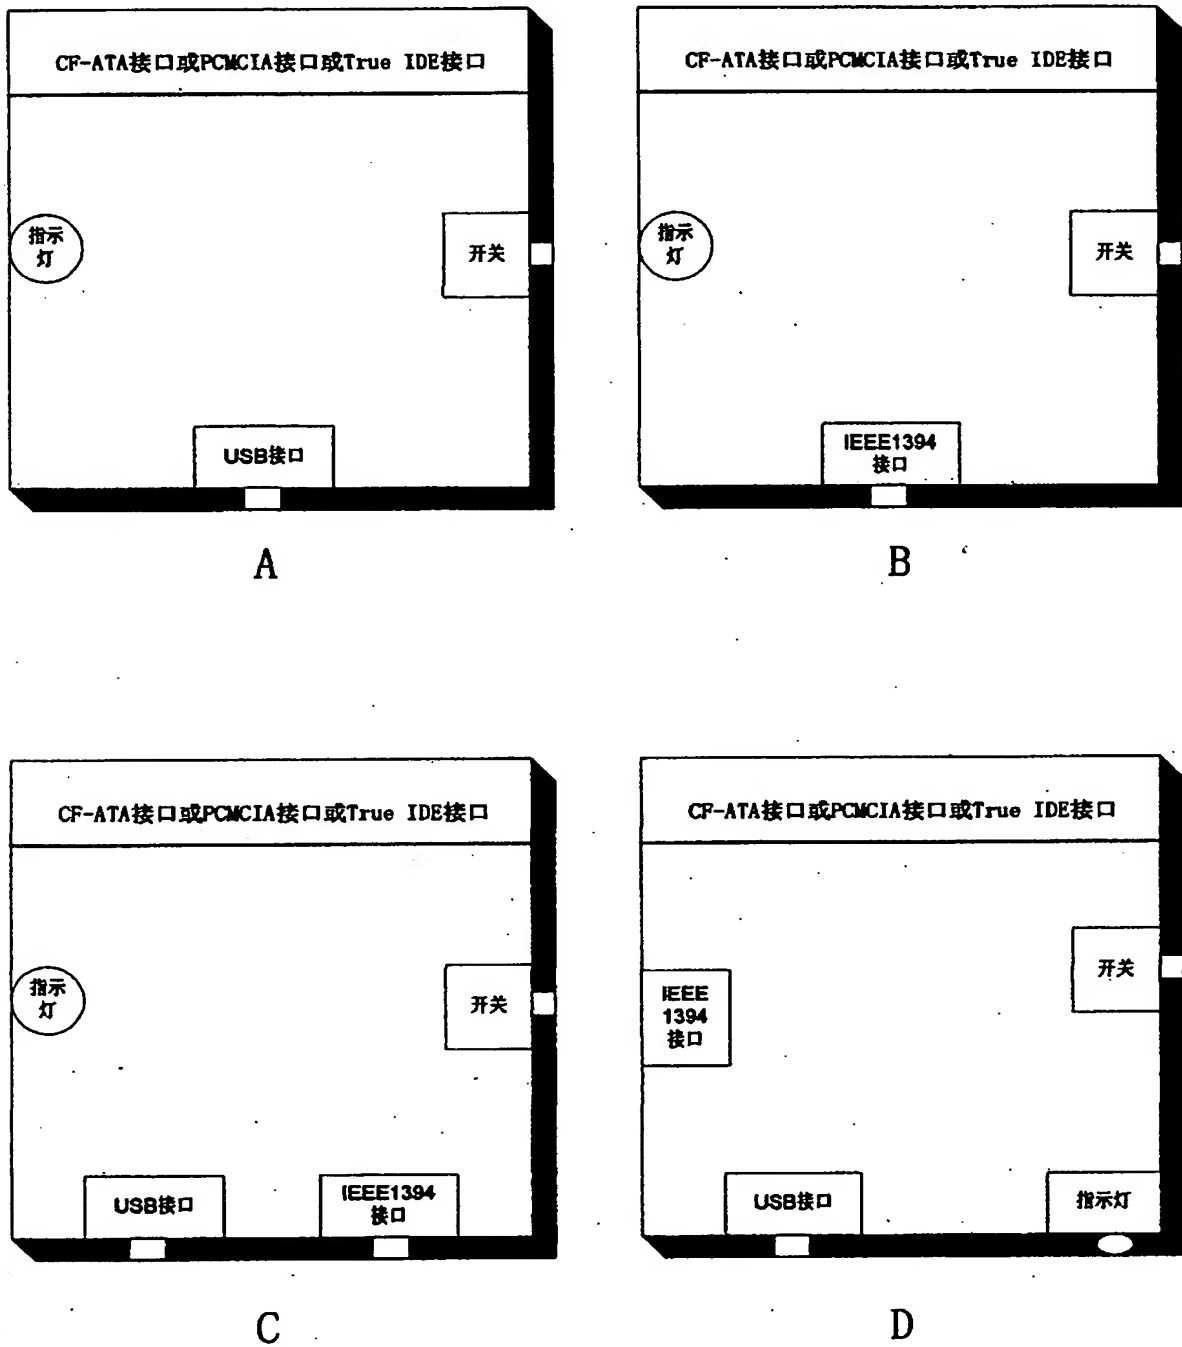 CF-ATA接口或PCMCIA接口或True IDE接口
指示
灯
开关
USB接口
A
CF-ATA接口或PCMCIA接口或True IDE接口
指示
灯
开关
IEEE1394
接口
B
CF-ATA接口或PCMCIA接口或True IDE接口
指示
灯
开关
USB接口
IEEE1394
接口
C
CF-ATA接口或PCMCIA接口或True IDE接口
开关
IEEE
1394
接口
USB接口
指示灯
D